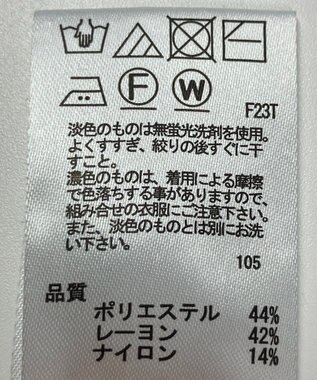 F W
F23T
淡色のものは無蛍光洗剤を使用。
よくすすぎ、絞りの後すぐに干
すこと。
濃色のものは、着用による摩擦
で色落ちする事がありますので、
組み合せの衣服にご注意下さい。
また、淡色のものとは別にお洗
い下さい。
105
品質
ポリエステル 44%
レーヨン 42%
ナイロン 14%